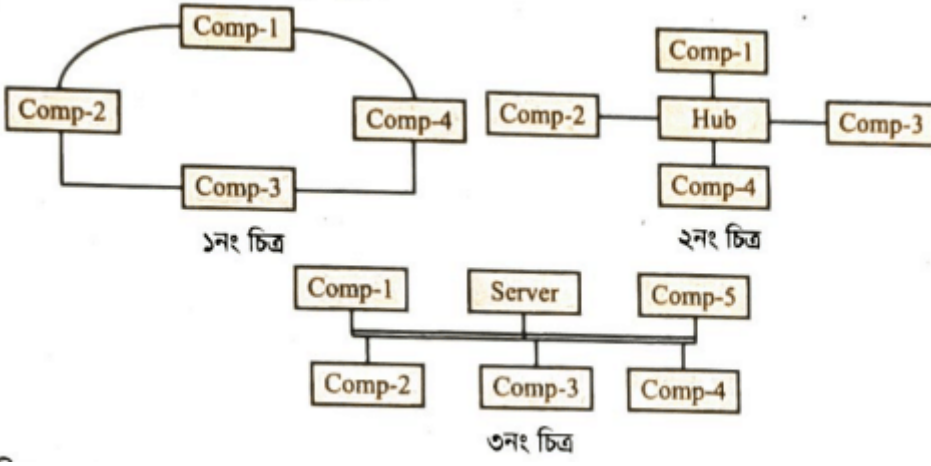 Comp-1
Comp-2
Comp-4
Comp-3
১নং চিত্র
Comp-1
Comp-2
Hub
Comp-3
Comp-4
২নং চিত্র
Comp-1
Server
Comp-5
Comp-2
Comp-3
Comp-4
৩নং চিত্র